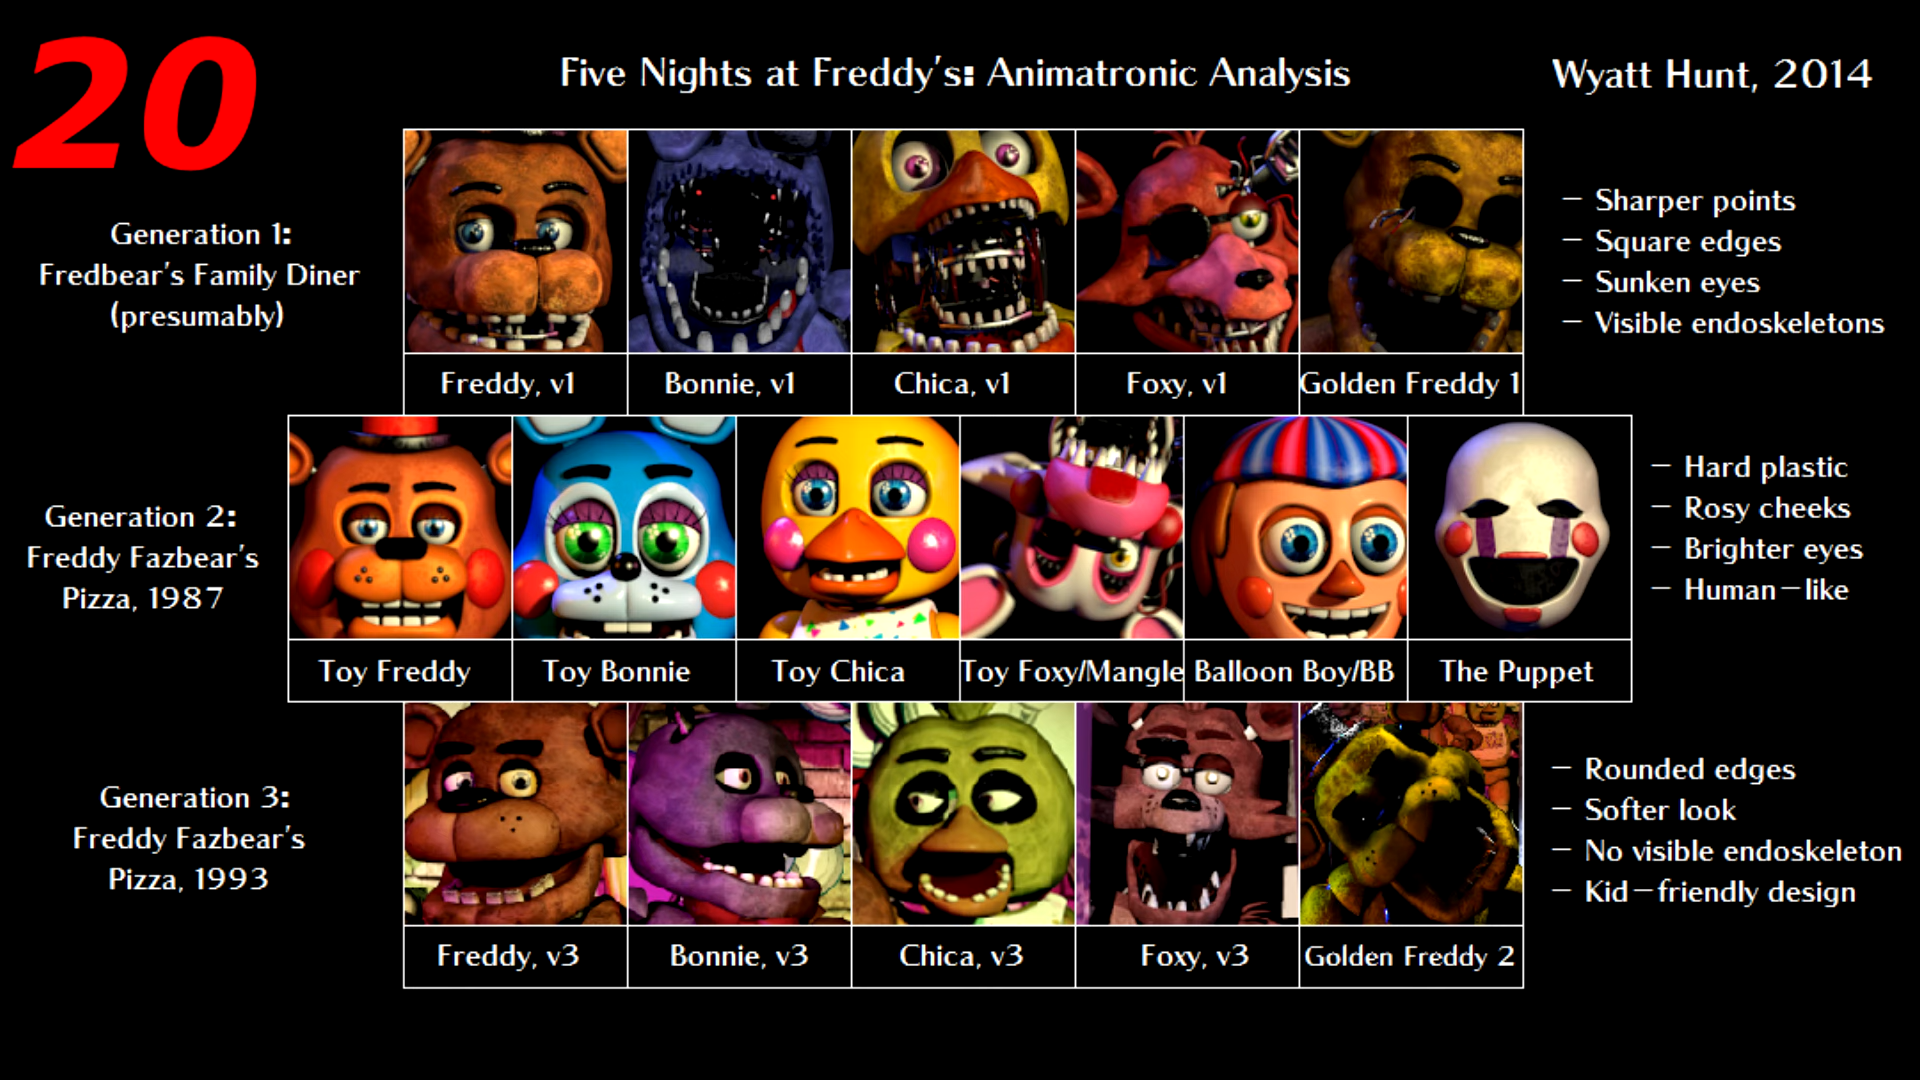 20
Five Nights at Freddy's: Animatronic Analysis
Wyatt Hunt, 2014
Generation 1:
Fredbear's Family Diner
(presumably)
Freddy, v1
Bonnie, v1
Chica, v1
Foxy, v1
Golden Freddy 1
– Sharper points
– Square edges
– Sunken eyes
– Visible endoskeletons
Generation 2:
Freddy Fazbear's
Pizza, 1987
Toy Freddy
Toy Bonnie
Toy Chica
Toy Foxy/Mangle
Balloon Boy/BB
The Puppet
– Hard plastic
– Rosy cheeks
– Brighter eyes
– Human–like
Generation 3:
Freddy Fazbear's
Pizza, 1993
Freddy, v3
Bonnie, v3
Chica, v3
Foxy, v3
Golden Freddy 2
– Rounded edges
– Softer look
– No visible endoskeleton
– Kid–friendly design